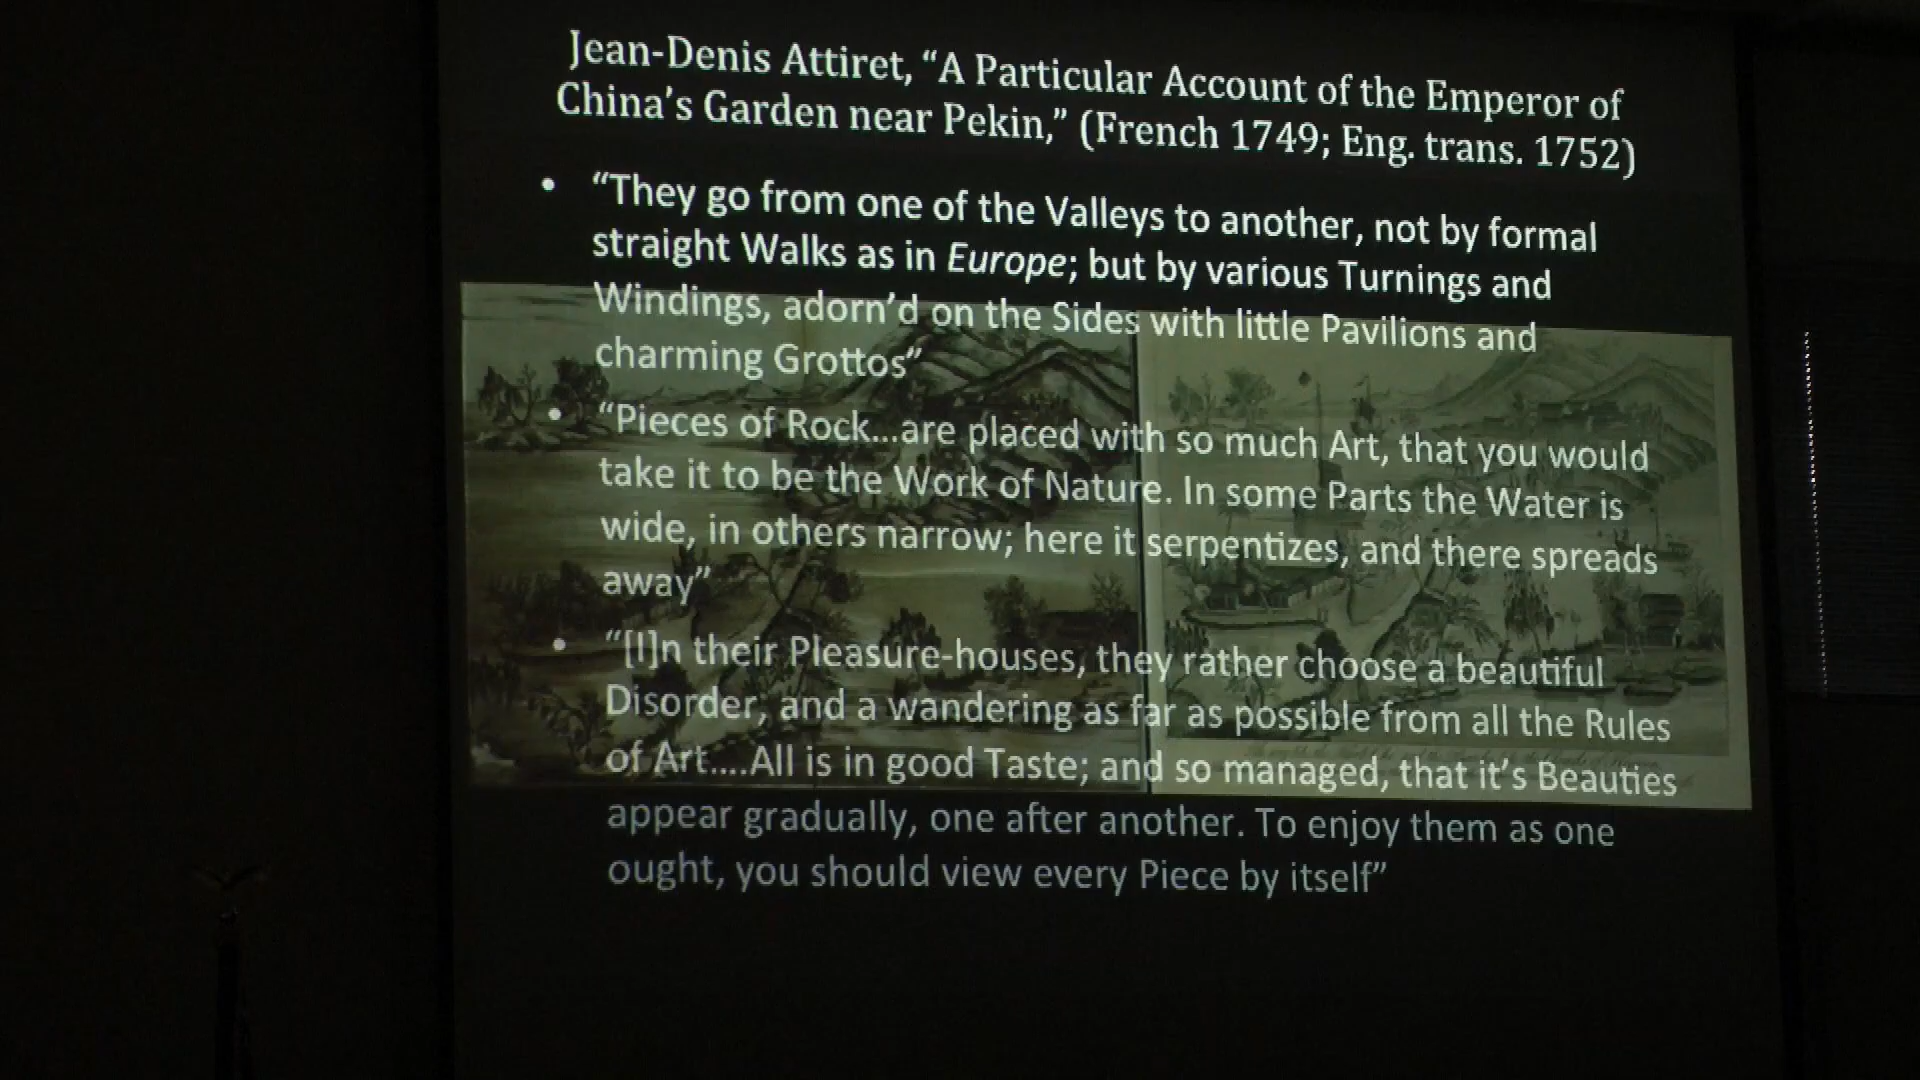 Jean-Denis Attiret, “A Particular Account of the Emperor of
China’s Garden near Pekin,” (French 1749; Eng. trans. 1752)
• “They go from one of the Valleys to another, not by formal
straight Walks as in Europe; but by various Turnings and
Windings, adorn’d on the Sides with little Pavilions and
charming Grottos”
• “Pieces of Rock...are placed with so much Art, that you would
take it to be the Work of Nature. In some Parts the Water is
wide, in others narrow; here it serpentizes, and there spreads
away”
• “[I]n their Pleasure-houses, they rather choose a beautiful
Disorder, and a wandering as far as possible from all the Rules
of Art....All is in good Taste; and so managed, that it’s Beauties
appear gradually, one after another. To enjoy them as one
ought, you should view every Piece by itself”